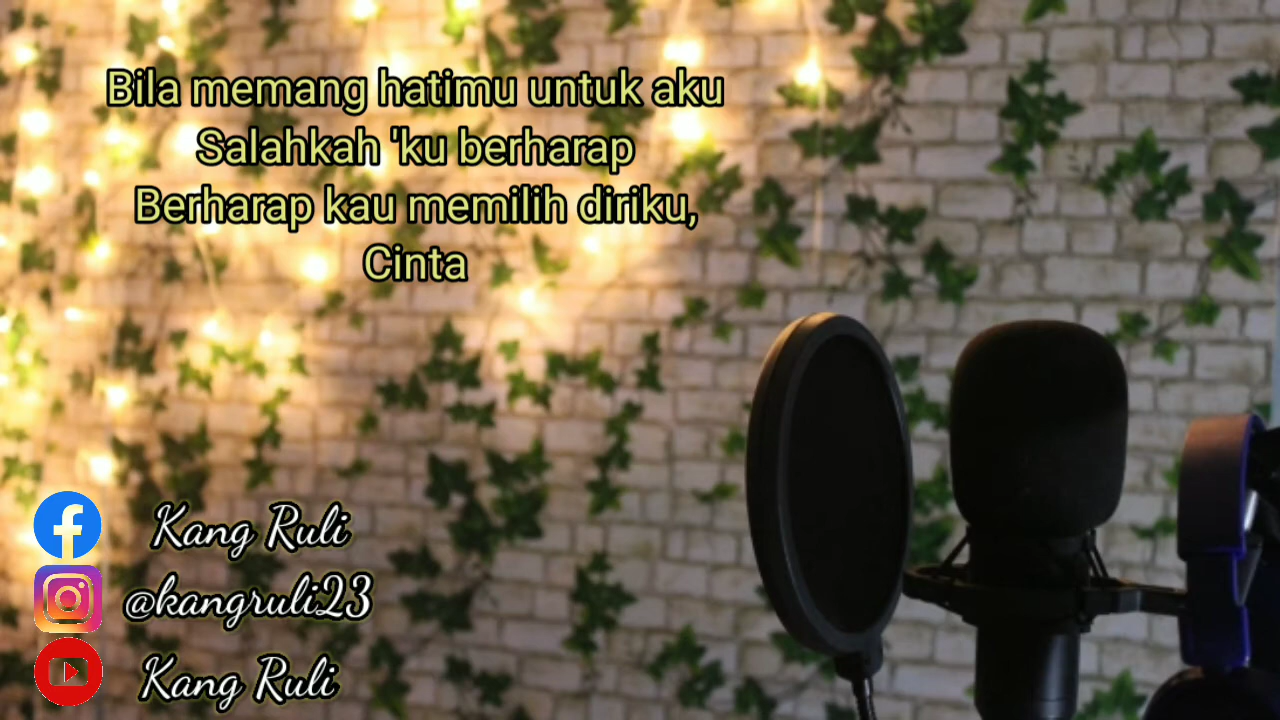 Bila memang hatimu untuk aku
Salahkah 'ku berharap
Berharap kau memilih diriku,
Cinta
Kang Ruli
@kangruli23
Kang Ruli